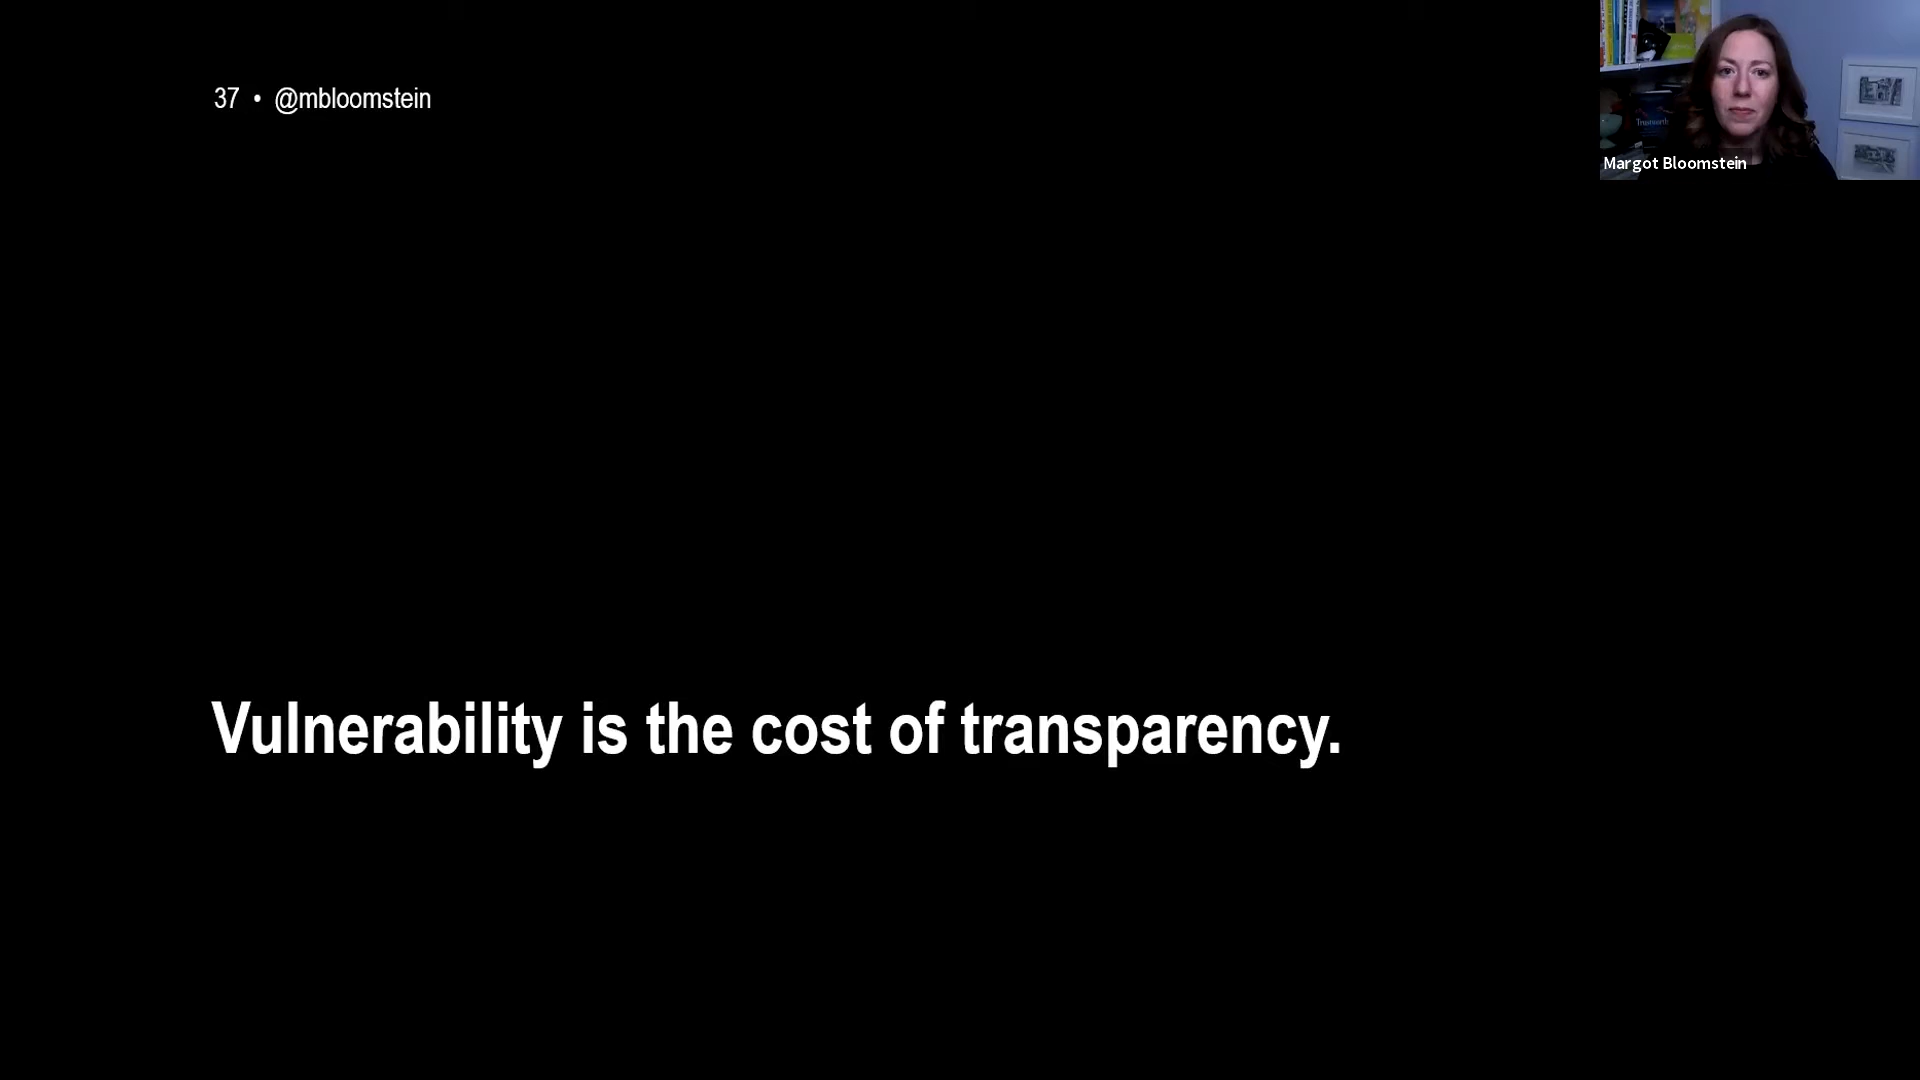 37 • @mbloomstein
Margot Bloomstein
Vulnerability is the cost of transparency.